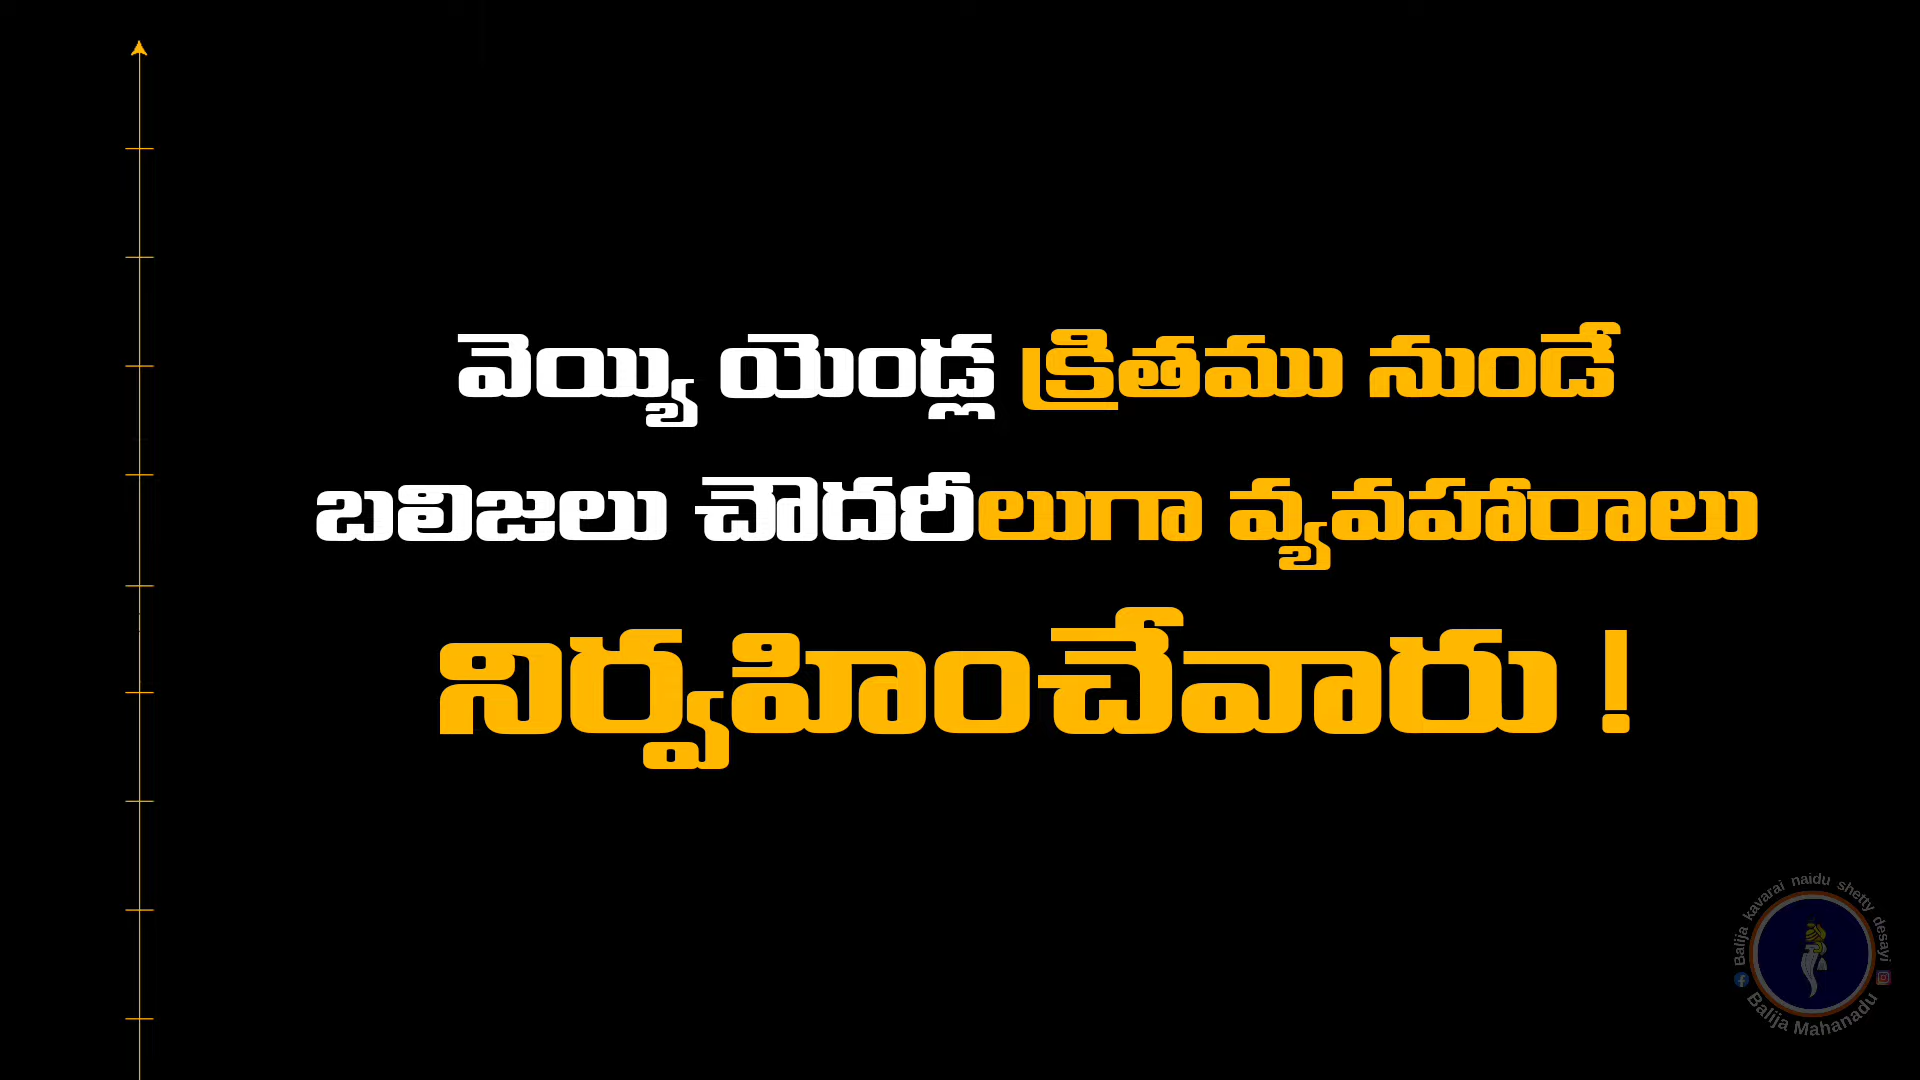 వెయ్యి యెండ్ల క్రితము నుండే
బలిజలు చౌదరీలుగా వ్యవహారాలు
నిర్వహించేవారు !
Balija kavarai naidu shetty desayi
Balija Mahanadu